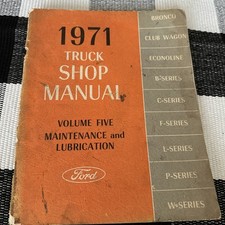 1971
TRUCK
SHOP
MANUAL
VOLUME FIVE
MAINTENANCE and
LUBRICATION
Ford
BRONCO
CLUB WAGON
ECONOLINE
B-SERIES
C-SERIES
F-SERIES
L-SERIES
P-SERIES
W-SERIES